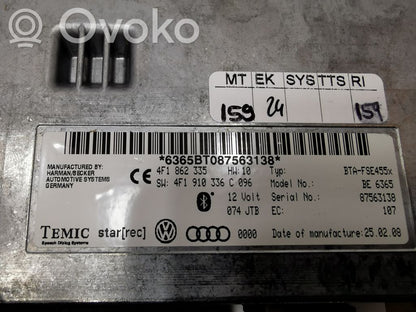 Ovoko
MT EK SYS TTS RI
159 24 157
*6365BT087563138*
MANUFACTURED BY:
HARMAN/BECKER
AUTOMOTIVE SYSTEMS
GERMANY
CE 4F1 862 335 HW:10 Typ: BTA-FSE455x
SW: 4F1 910 336 C 096 Model No.: BE 6365
12 Volt Serial No.: 87563138
074 JTB EC: 107
TEMIC star[rec] 0000 Date of manufacture: 25.02.08
Speech Dialog Systems